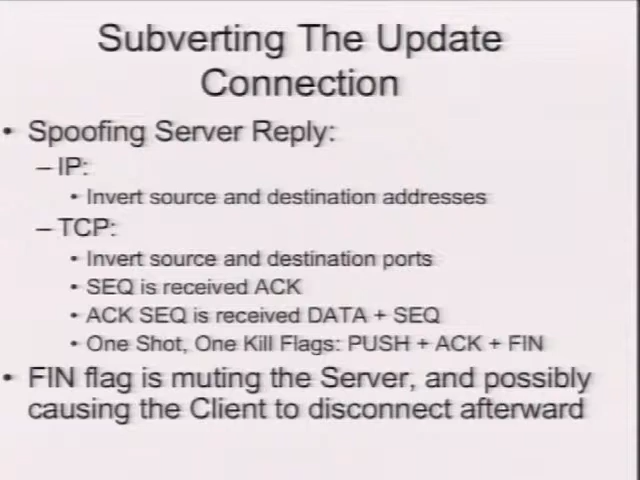 Subverting The Update
Connection
• Spoofing Server Reply:
– IP:
• Invert source and destination addresses
– TCP:
• Invert source and destination ports
• SEQ is received ACK
• ACK SEQ is received DATA + SEQ
• One Shot, One Kill Flags: PUSH + ACK + FIN
• FIN flag is muting the Server, and possibly
causing the Client to disconnect afterward